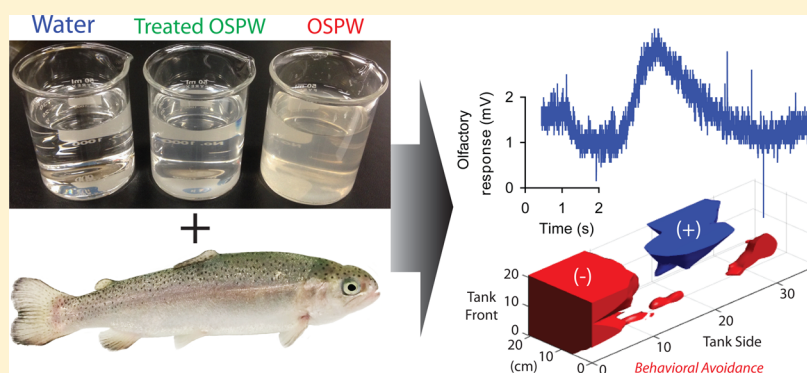 Water
Treated OSPW
OSPW
+
Olfactory
response (mV)
2
1
0
0 1 2
Time (s)
(+)
(-)
Tank
Front
20
10
0
20
10
(cm)
0
0
10
20
30
Tank Side
Behavioral Avoidance